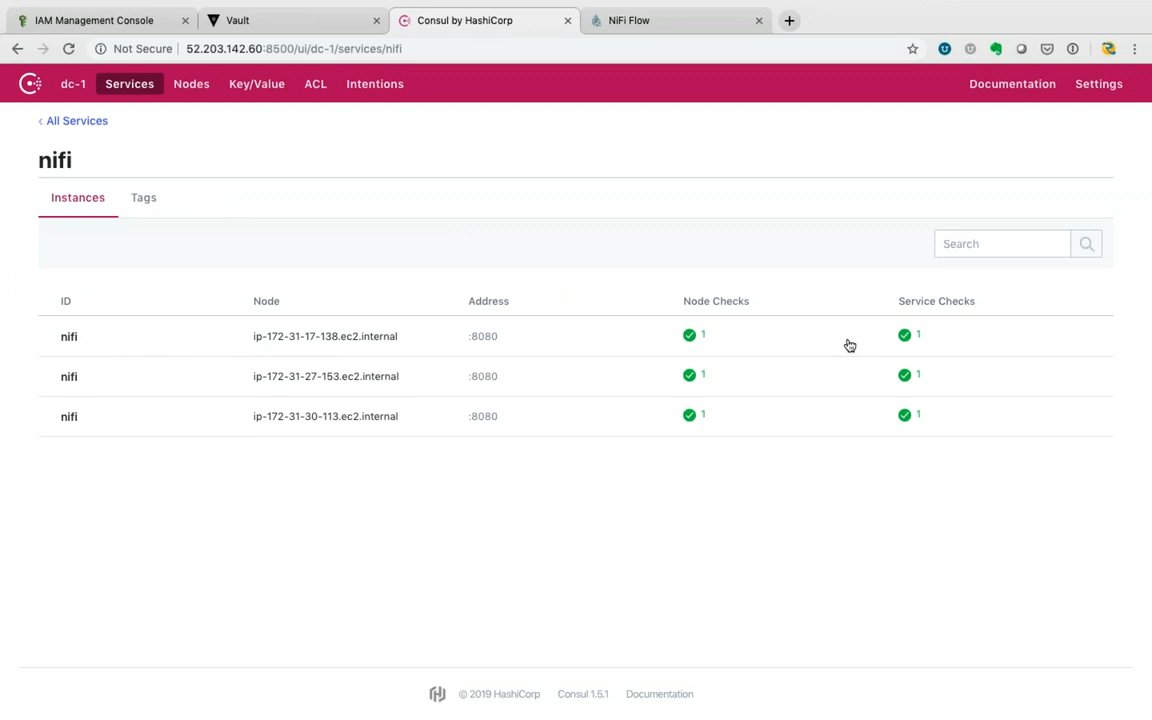 IAM Management Console
Vault
Consul by HashiCorp
NiFi Flow
Not Secure 52.203.142.60:8500/ui/dc-1/services/nifi
dc-1 Services Nodes Key/Value ACL Intentions Documentation Settings
‹ All Services
nifi
Instances Tags
Search
ID Node Address Node Checks Service Checks
nifi ip-172-31-17-138.ec2.internal :8080 1 1
nifi ip-172-31-27-153.ec2.internal :8080 1 1
nifi ip-172-31-30-113.ec2.internal :8080 1 1
© 2019 HashiCorp Consul 1.5.1 Documentation